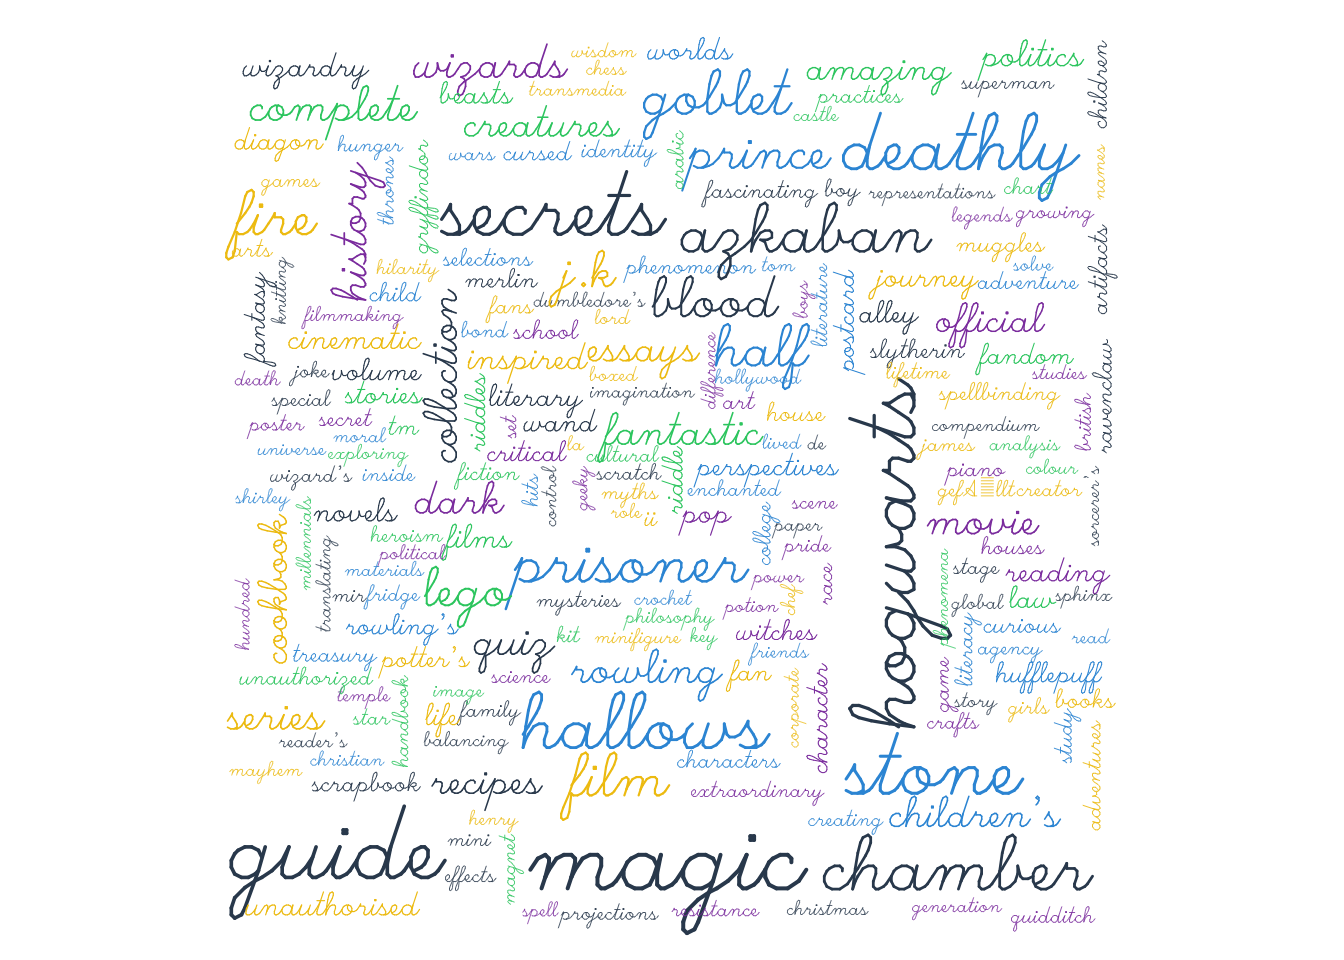 wizardry
wizards
wisdom
chess
worlds
amazing
politics
superman
children
complete
beasts
transmedia
goblet
practices
castle
creatures
diagon
hunger
wars
cursed
identity
arabic
prince
deathly
names
games
thrones
gryffindor
history
fascinating
boy
representations
chart
fire
arts
secrets
azkaban
legends
growing
muggles
artifacts
hilarity
selections
merlin
j.k
phenomenon
tom
solve
journey
adventure
fantasy
knitting
child
fans
dumbledore's
lord
blood
boys
literature
postcard
alley
official
filmmaking
cinematic
collection
bond
school
inspired
essays
half
slytherin
fandom
studies
death
joke
volume
boxed
difference
hollywood
lifetime
spellbinding
ravenclaw
special
stories
riddles
literary
imagination
art
house
poster
secret
tm
set
wand
fantastic
lived
de
hogwarts
compendium
british
moral
universe
exploring
critical
la
cultural
james
analysis
wizard's
inside
fiction
hits
control
geeky
scratch
riddle
perspectives
enchanted
piano
colour
sorcerer's
shirley
millennials
novels
dark
myths
role
ii
pop
scene
creator
cookbook
translating
heroism
films
political
college
paper
pride
movie
houses
materials
mir
fridge
lego
prisoner
power
race
stage
reading
hundred
mysteries
crochet
potion
chef
phenomena
global
law
sphinx
rowling's
quiz
kit
philosophy
minifigure
key
witches
literacy
curious
read
treasury
potter's
science
rowling
fan
friends
agency
unauthorized
temple
handbook
image
corporate
character
game
hufflepuff
series
star
life
family
hallows
story
crafts
girls
books
reader's
balancing
study
christian
mayhem
scrapbook
recipes
film
characters
extraordinary
stone
adventures
henry
creating
children's
guide
mini
effects
magnet
magic
chamber
unauthorised
spell
projections
resistance
christmas
generation
quidditch